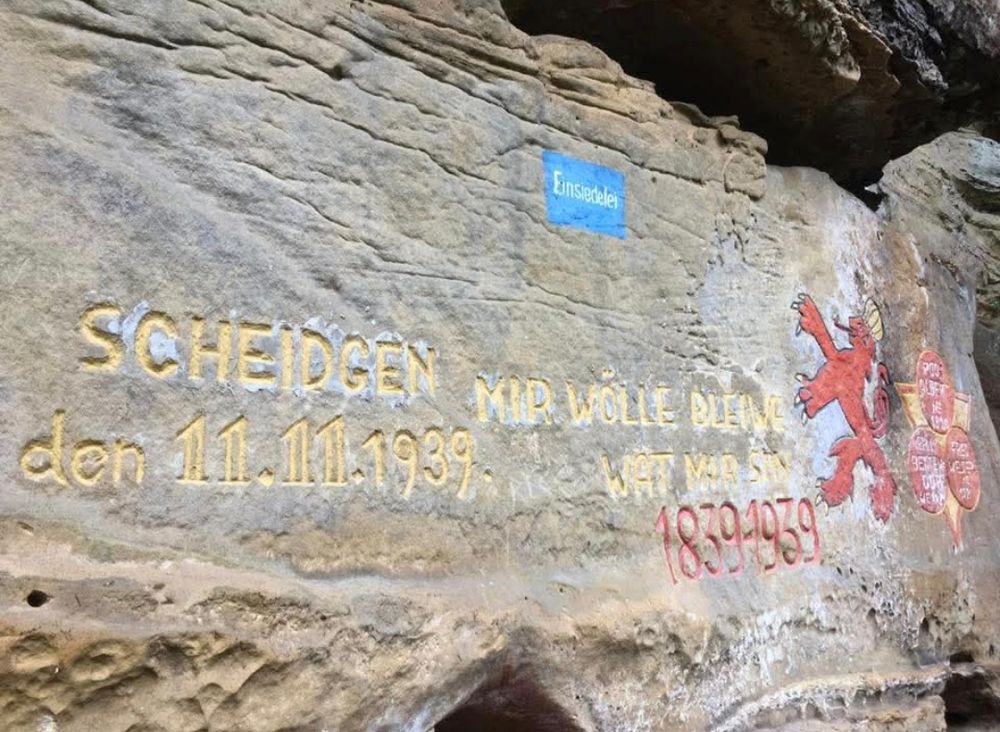 Einsiedelei
SCHEIDGEN
den 11.11.1939.
MIR WÖLLE BLEIWE
WAT MIR SIN
1839-1939